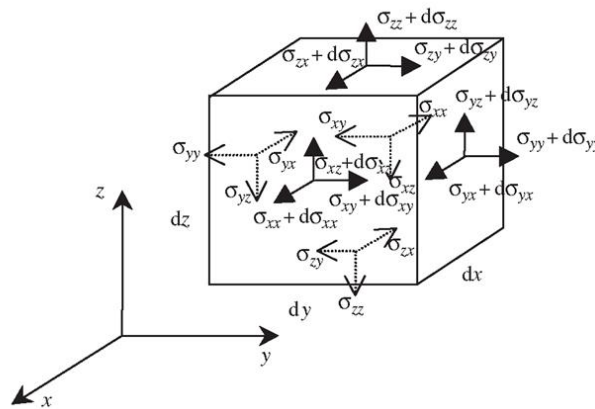 σzz + dσzz
σzx + dσzx
σzy + dσzy
σxy
σxx
σyz + dσyz
σyy
σyx
σxz + dσxz
σyy + dσyy
σyz
σxz
σxy + dσxy
σyx + dσyx
z
dz
σxx + dσxx
σzy
σzx
dx
σzz
dy
y
x